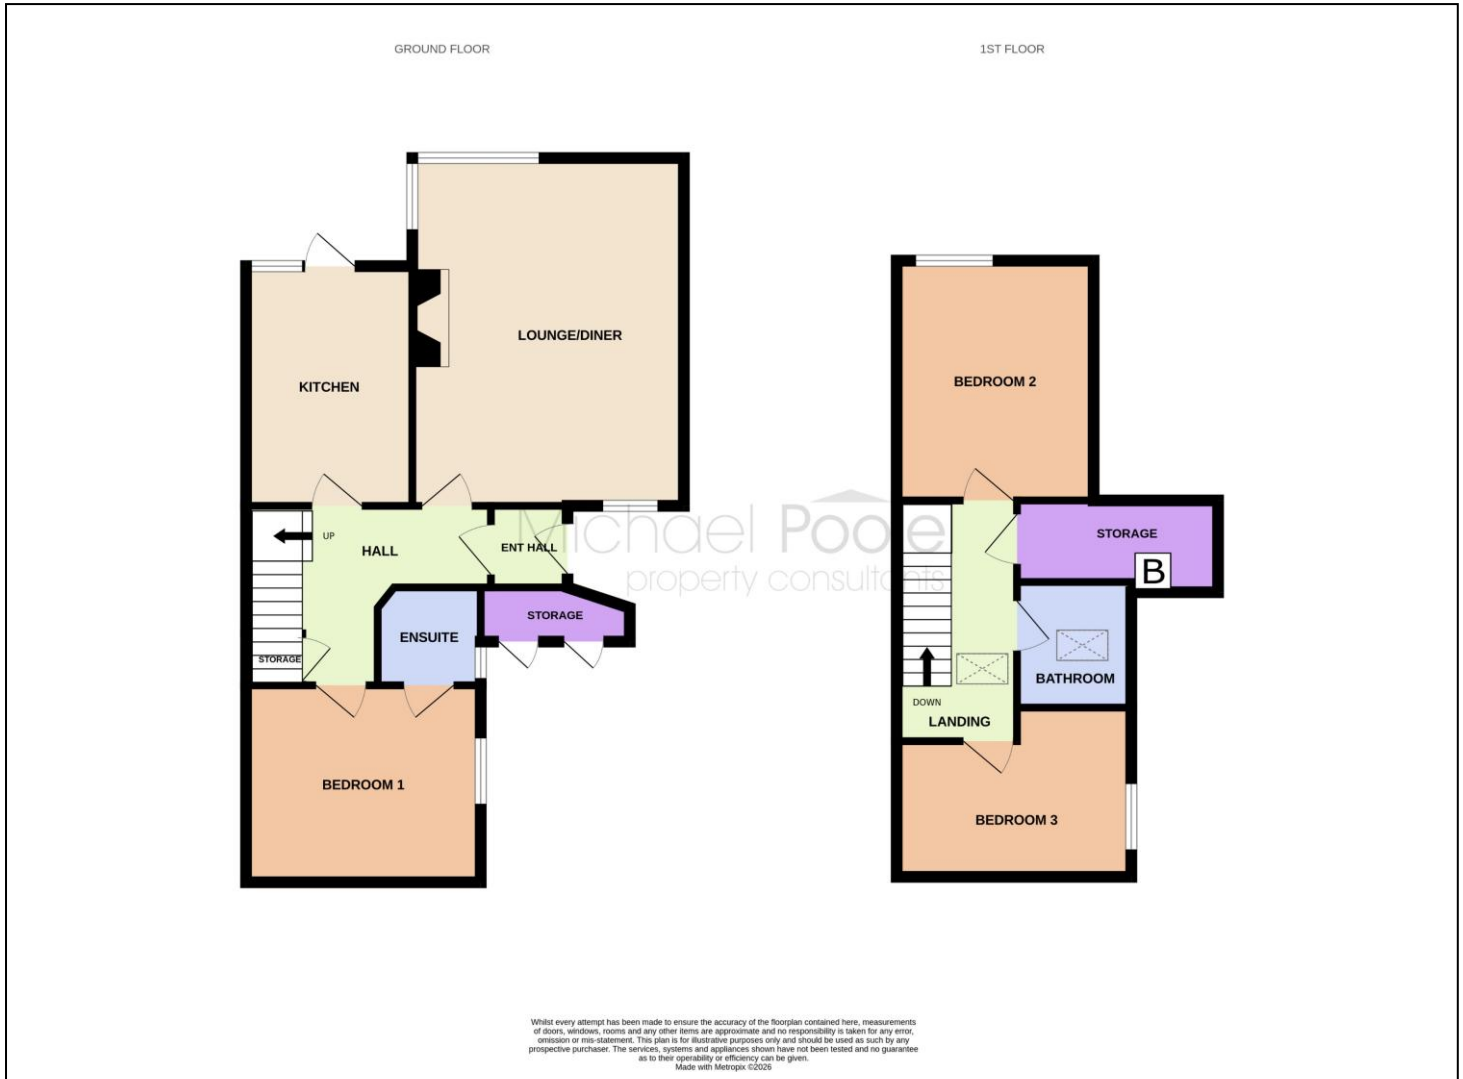 GROUND FLOOR
1ST FLOOR
LOUNGE/DINER
KITCHEN
UP
HALL
ENT HALL
STORAGE
ENSUITE
STORAGE
BEDROOM 1
BEDROOM 2
STORAGE
B
BATHROOM
DOWN
LANDING
BEDROOM 3
Michael Poole
property consultants
Whilst every attempt has been made to ensure the accuracy of the floorplan contained here, measurements
of doors, windows, rooms and any other items are approximate and no responsibility is taken for any error,
omission or mis-statement. This plan is for illustrative purposes only and should be used as such by any
prospective purchaser. The services, systems and appliances shown have not been tested and no guarantee
as to their operability or efficiency can be given.
Made with Metropix ©2026